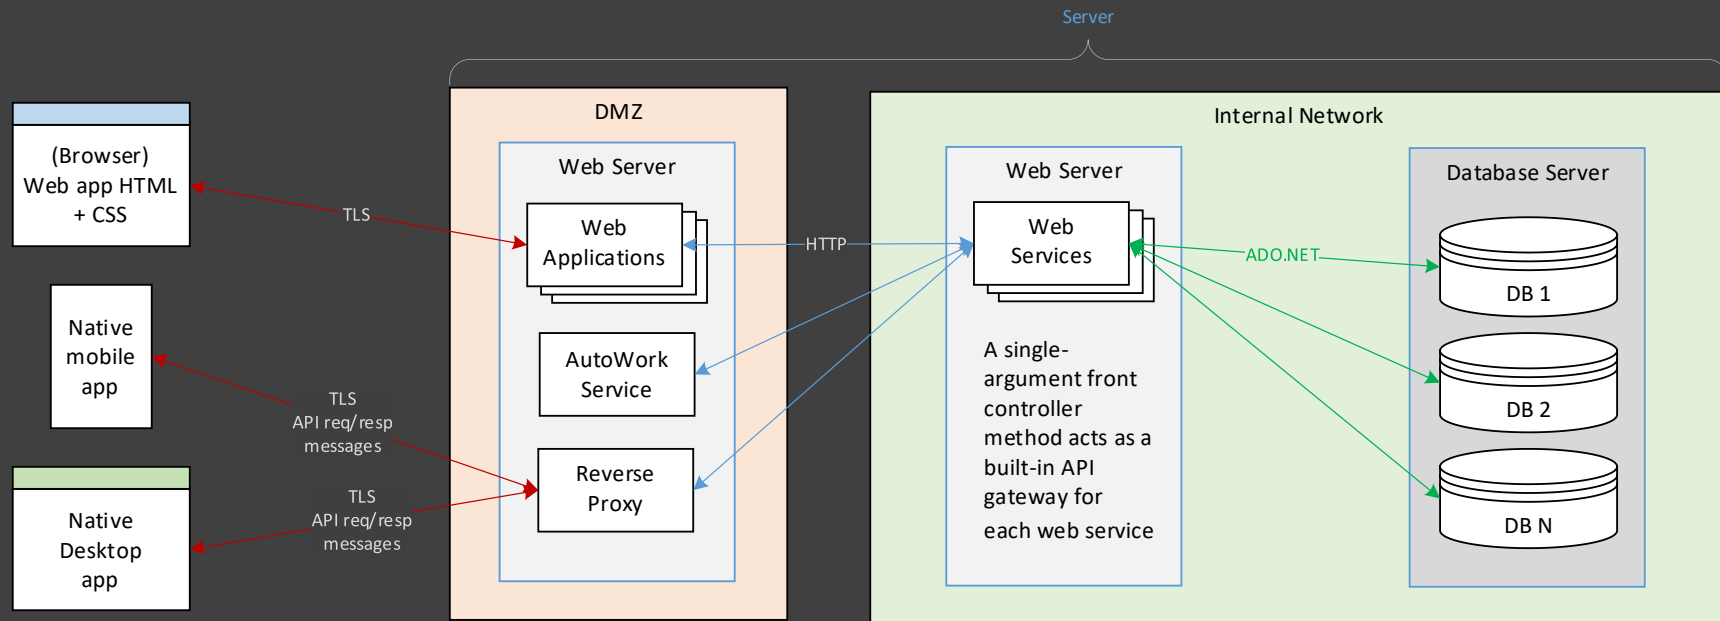 Server
(Browser)
Web app HTML
+ CSS
Native
mobile
app
Native
Desktop
app
TLS
TLS
API req/resp
messages
TLS
API req/resp
messages
DMZ
Web Server
Web
Applications
AutoWork
Service
Reverse
Proxy
HTTP
Internal Network
Web Server
Web
Services
A single-
argument front
controller
method acts as a
built-in API
gateway for
each web service
ADO.NET
Database Server
DB 1
DB 2
DB N